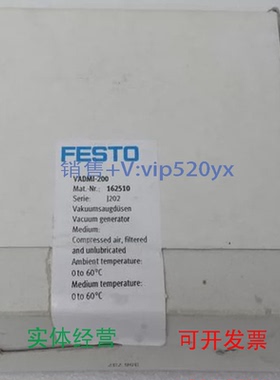 FESTO
销售+V:vip520yx
VADMI-200
Mat. Nr.: 162510
Serie: J202
Vakuumsaugdüsen
Vacuum generator
Medium:
Compressed air, filtered
and unlubricated
Ambient temperature:
0 to 60°C
Medium temperature:
0 to 60°C
实体经营
可开发票